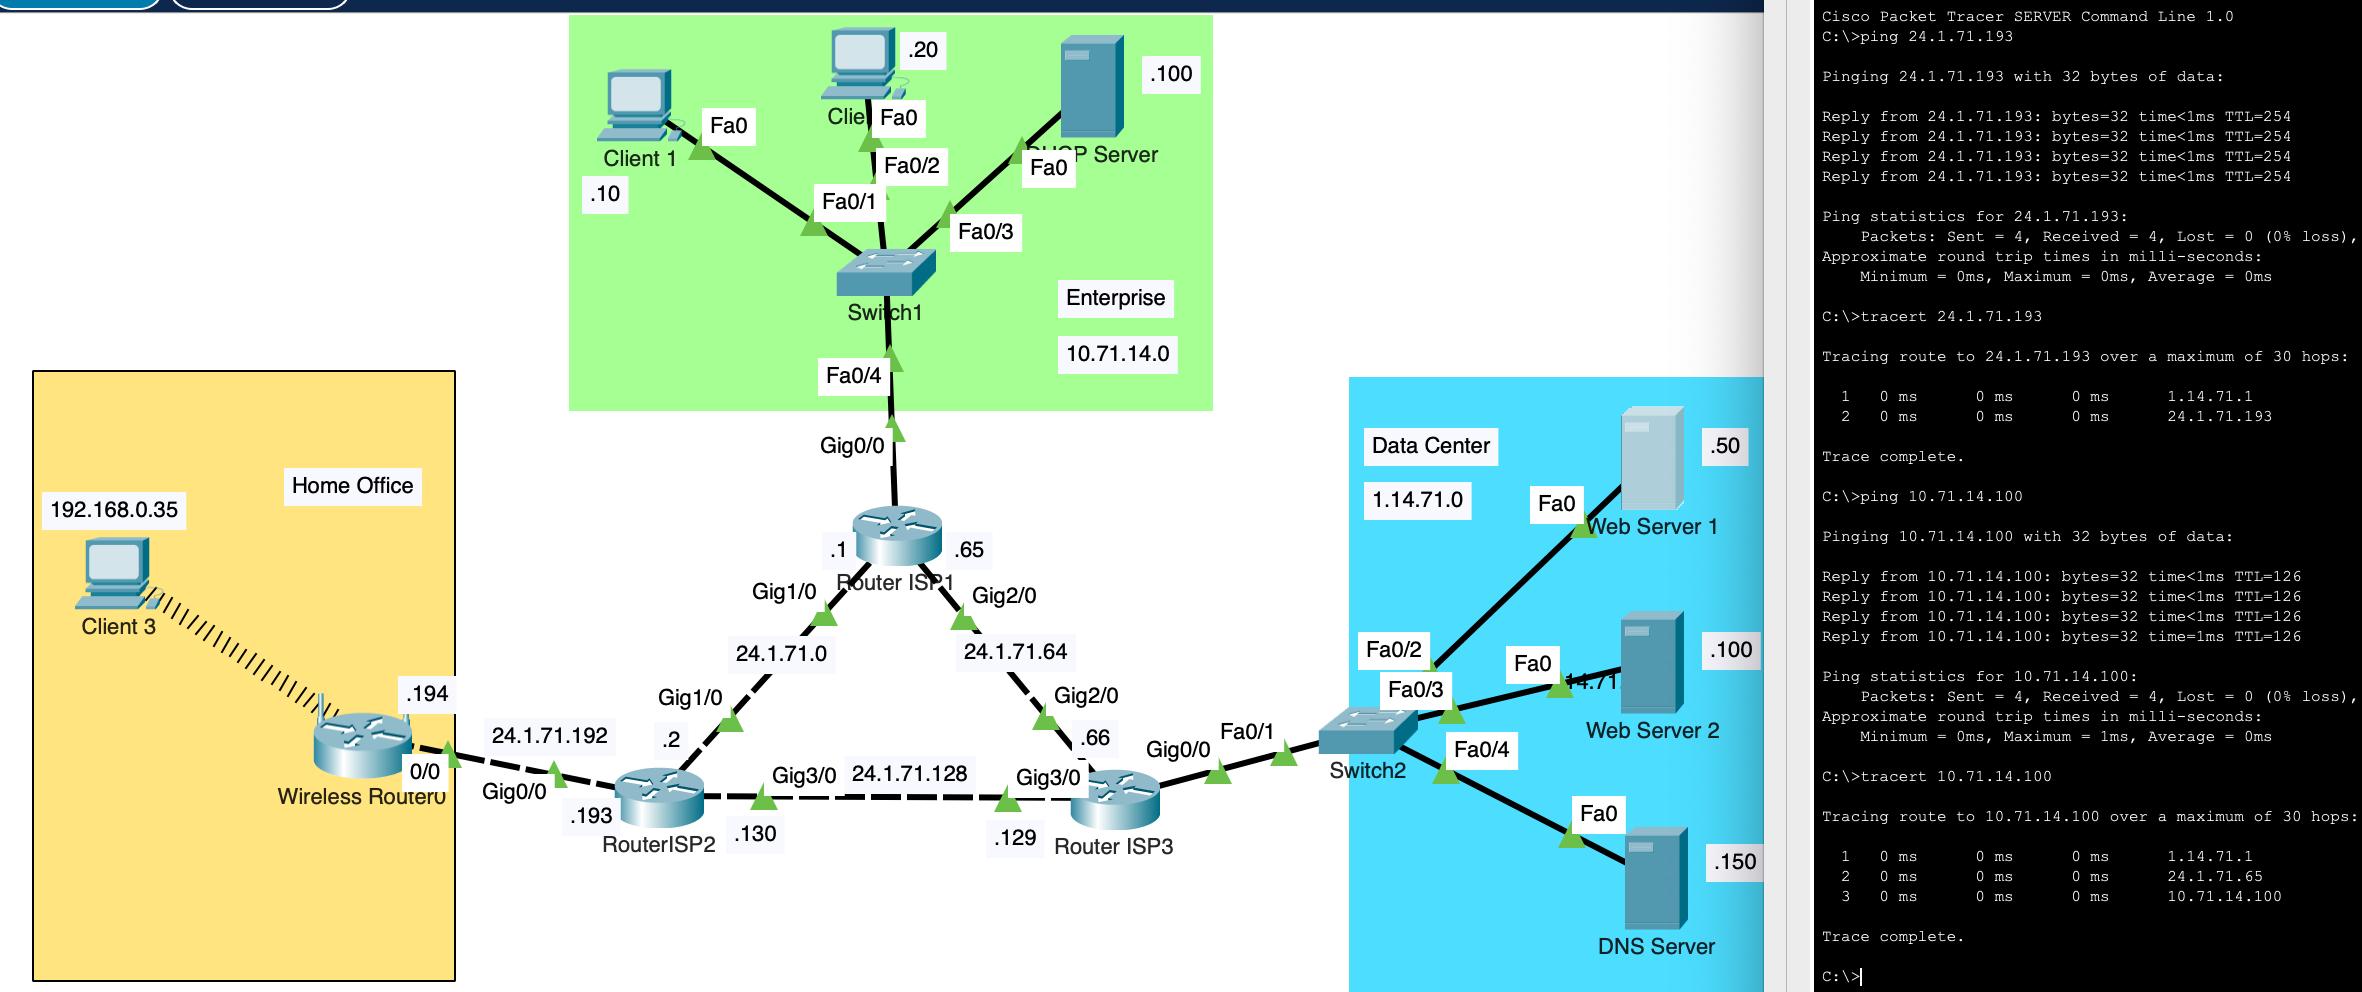 .20
.100
Fa0
Fa0
Clie
Client 1
P Server
Fa0/2
Fa0
.10
Fa0/1
Fa0/3
Enterprise
Switch1
10.71.14.0
Fa0/4
Gig0/0
Home Office
192.168.0.35
Client 3
.194
24.1.71.192
0/0
Wireless Router0
Gig0/0
.193
.1
.65
Router ISP1
Gig1/0
Gig2/0
24.1.71.0
24.1.71.64
Gig1/0
Gig2/0
.2
.66
Gig3/0
24.1.71.128
Gig3/0
RouterISP2
.130
.129
Router ISP3
Gig0/0
Fa0/1
Switch2
Data Center
1.14.71.0
.50
Fa0
Web Server 1
Fa0/2
Fa0
.100
Fa0/3
14.71.
Web Server 2
Fa0/4
Fa0
.150
DNS Server
Cisco Packet Tracer SERVER Command Line 1.0
C:\>ping 24.1.71.193
Pinging 24.1.71.193 with 32 bytes of data:
Reply from 24.1.71.193: bytes=32 time<1ms TTL=254
Reply from 24.1.71.193: bytes=32 time<1ms TTL=254
Reply from 24.1.71.193: bytes=32 time<1ms TTL=254
Reply from 24.1.71.193: bytes=32 time<1ms TTL=254
Ping statistics for 24.1.71.193:
Packets: Sent = 4, Received = 4, Lost = 0 (0% loss),
Approximate round trip times in milli-seconds:
Minimum = 0ms, Maximum = 0ms, Average = 0ms
C:\>tracert 24.1.71.193
Tracing route to 24.1.71.193 over a maximum of 30 hops:
1 0 ms 0 ms 0 ms 1.14.71.1
2 0 ms 0 ms 0 ms 24.1.71.193
Trace complete.
C:\>ping 10.71.14.100
Pinging 10.71.14.100 with 32 bytes of data:
Reply from 10.71.14.100: bytes=32 time<1ms TTL=126
Reply from 10.71.14.100: bytes=32 time<1ms TTL=126
Reply from 10.71.14.100: bytes=32 time<1ms TTL=126
Reply from 10.71.14.100: bytes=32 time=1ms TTL=126
Ping statistics for 10.71.14.100:
Packets: Sent = 4, Received = 4, Lost = 0 (0% loss),
Approximate round trip times in milli-seconds:
Minimum = 0ms, Maximum = 1ms, Average = 0ms
C:\>tracert 10.71.14.100
Tracing route to 10.71.14.100 over a maximum of 30 hops:
1 0 ms 0 ms 0 ms 1.14.71.1
2 0 ms 0 ms 0 ms 24.1.71.65
3 0 ms 0 ms 0 ms 10.71.14.100
Trace complete.
C:\>